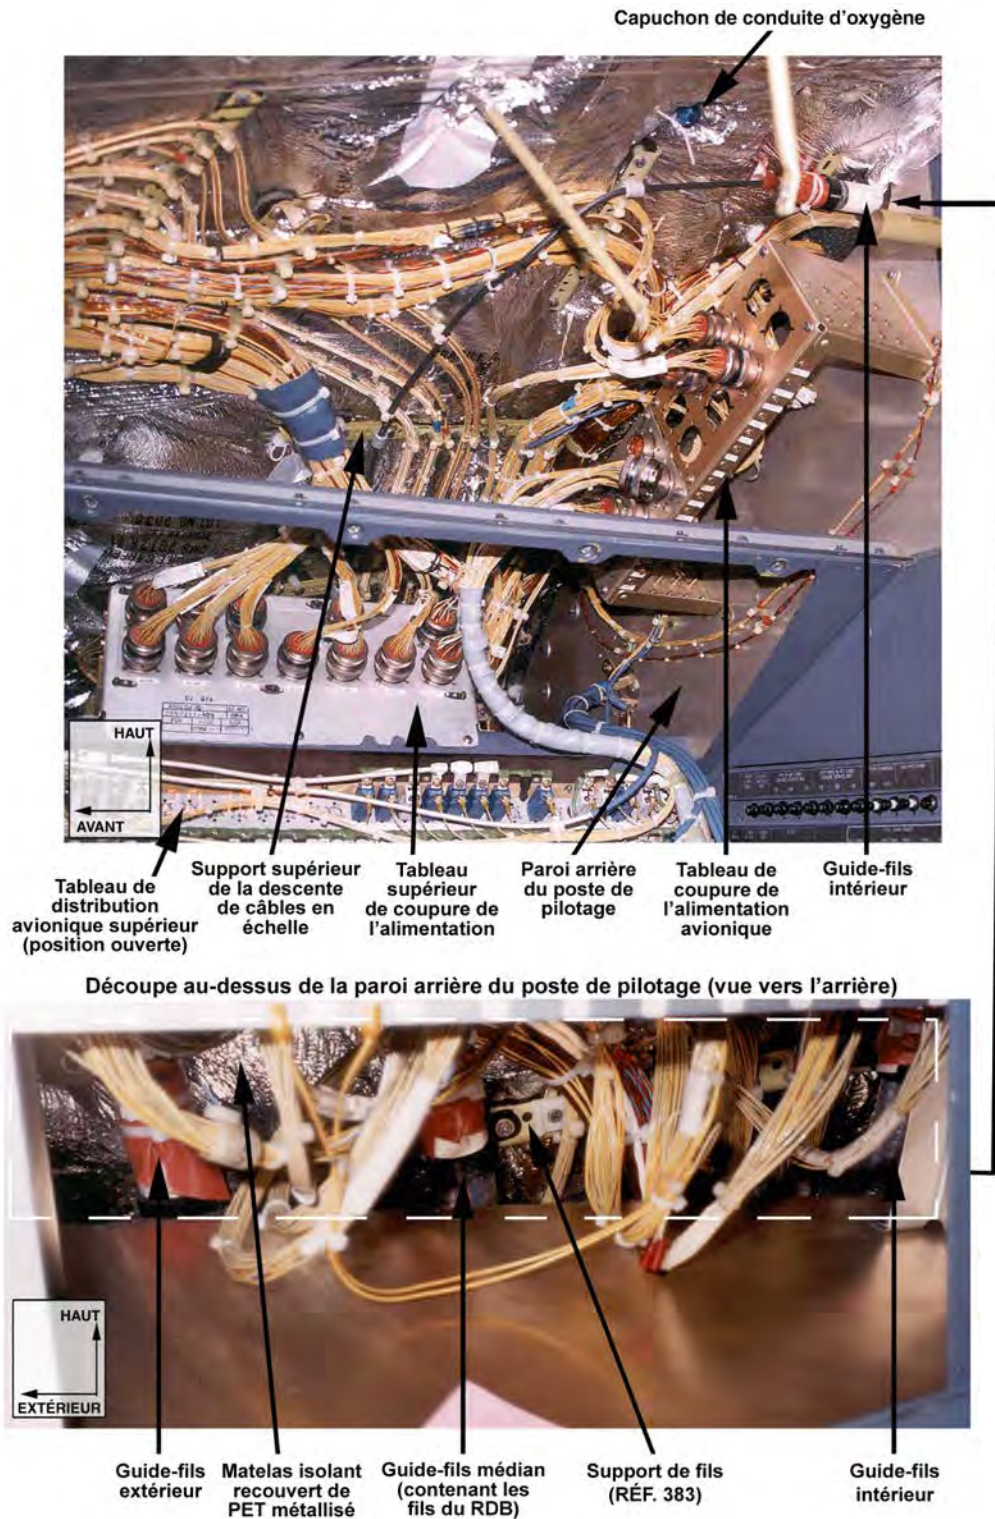 Capuchon de conduite d'oxygène
HAUT
AVANT
Tableau de
distribution
avionique supérieur
(position ouverte)
Support supérieur
de la descente
de câbles en
échelle
Tableau
supérieur
de coupure de
l'alimentation
Paroi arrière
du poste de
pilotage
Tableau de
coupure de
l'alimentation
avionique
Guide-fils
intérieur
Découpe au-dessus de la paroi arrière du poste de pilotage (vue vers l'arrière)
HAUT
EXTÉRIEUR
Guide-fils
extérieur
Matelas isolant
recouvert de
PET métallisé
Guide-fils médian
(contenant les
fils du RDB)
Support de fils
(RÉF. 383)
Guide-fils
intérieur